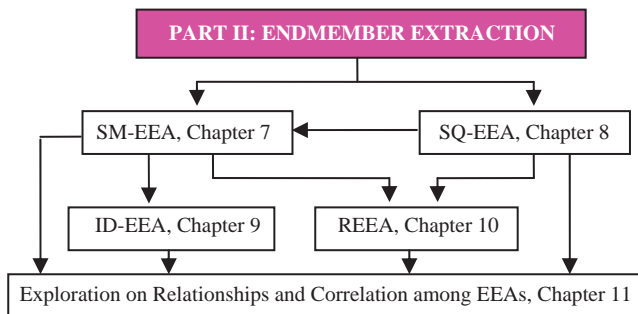 PART II: ENDMEMBER EXTRACTION
SM-EEA, Chapter 7
SQ-EEA, Chapter 8
ID-EEA, Chapter 9
REEA, Chapter 10
Exploration on Relationships and Correlation among EEAs, Chapter 11